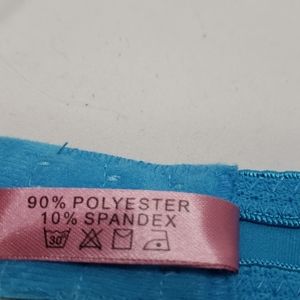 90% POLYESTER
10% SPANDEX
30